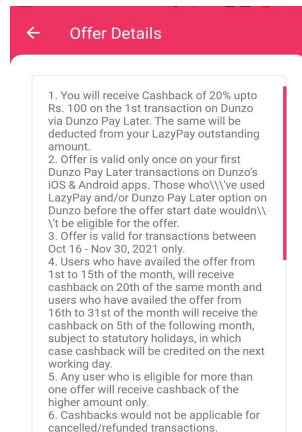 Offer Details
1. You will receive Cashback of 20% upto
Rs. 100 on the 1st transaction on Dunzo
via Dunzo Pay Later. The same will be
deducted from your LazyPay outstanding
amount.
2. Offer is valid only once on your first
Dunzo Pay Later transactions on Dunzo's
iOS & Android apps. Those who\\\'ve used
LazyPay and/or Dunzo Pay Later option on
Dunzo before the offer start date wouldn\\
\'t be eligible for the offer.
3. Offer is valid for transactions between
Oct 16 - Nov 30, 2021 only.
4. Users who have availed the offer from
1st to 15th of the month, will receive
cashback on 20th of the same month and
users who have availed the offer from
16th to 31st of the month will receive the
cashback on 5th of the following month,
subject to statutory holidays, in which
case cashback will be credited on the next
working day.
5. Any user who is eligible for more than
one offer will receive cashback of the
higher amount only.
6. Cashbacks would not be applicable for
cancelled/refunded transactions.